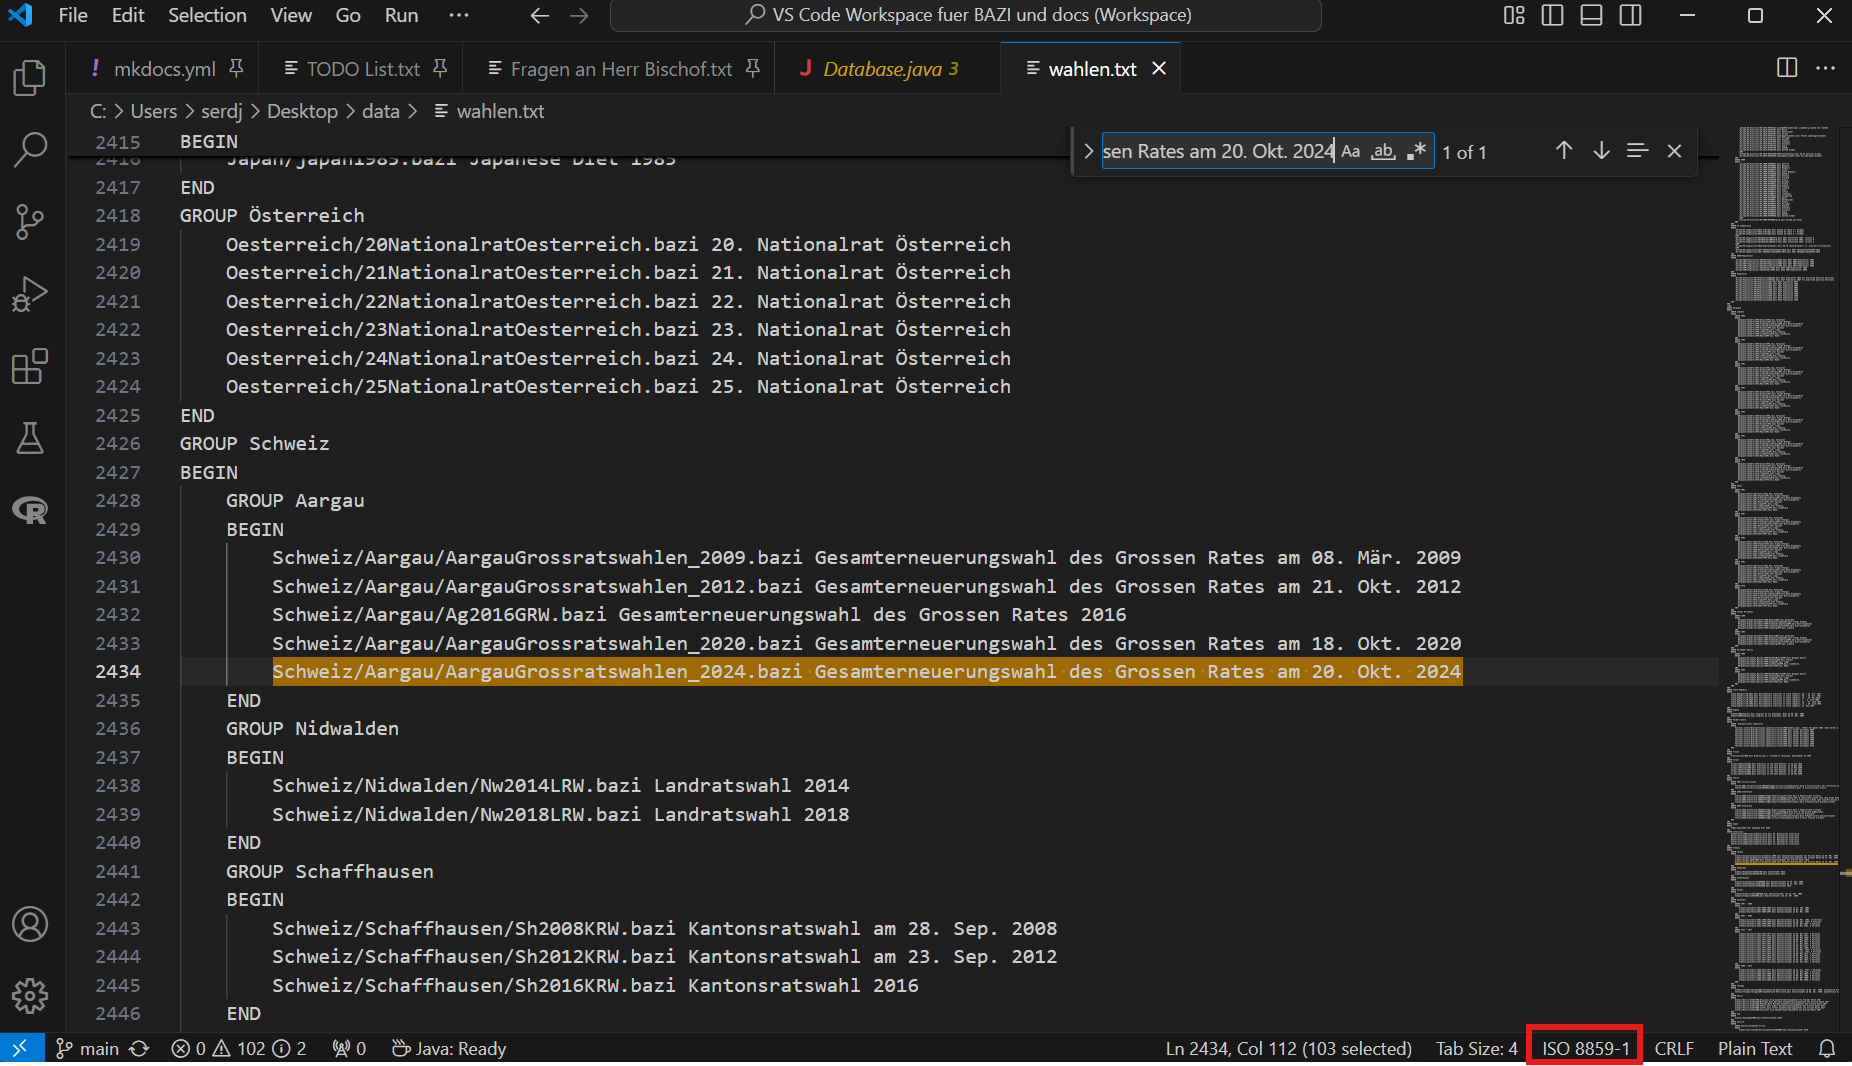 File Edit Selection View Go Run ··· VS Code Workspace fuer BAZI und docs (Workspace)
! mkdocs.yml TODO List.txt Fragen an Herr Bischof.txt J Database.java 3 wahlen.txt
C: > Users > serdj > Desktop > data > wahlen.txt
2415 BEGIN
sen Rates am 20. Okt. 2024 Aa ab .* 1 of 1
2416 Japan/japan1983.bazi Japanese Diet 1983
2417 END
2418 GROUP Österreich
2419 Oesterreich/20NationalratOesterreich.bazi 20. Nationalrat Österreich
2420 Oesterreich/21NationalratOesterreich.bazi 21. Nationalrat Österreich
2421 Oesterreich/22NationalratOesterreich.bazi 22. Nationalrat Österreich
2422 Oesterreich/23NationalratOesterreich.bazi 23. Nationalrat Österreich
2423 Oesterreich/24NationalratOesterreich.bazi 24. Nationalrat Österreich
2424 Oesterreich/25NationalratOesterreich.bazi 25. Nationalrat Österreich
2425 END
2426 GROUP Schweiz
2427 BEGIN
2428 GROUP Aargau
2429 BEGIN
2430 Schweiz/Aargau/AargauGrossratswahlen_2009.bazi Gesamterneuerungswahl des Grossen Rates am 08. Mär. 2009
2431 Schweiz/Aargau/AargauGrossratswahlen_2012.bazi Gesamterneuerungswahl des Grossen Rates am 21. Okt. 2012
2432 Schweiz/Aargau/Ag2016GRW.bazi Gesamterneuerungswahl des Grossen Rates 2016
2433 Schweiz/Aargau/AargauGrossratswahlen_2020.bazi Gesamterneuerungswahl des Grossen Rates am 18. Okt. 2020
2434 Schweiz/Aargau/AargauGrossratswahlen_2024.bazi Gesamterneuerungswahl des Grossen Rates am 20. Okt. 2024
2435 END
2436 GROUP Nidwalden
2437 BEGIN
2438 Schweiz/Nidwalden/Nw2014LRW.bazi Landratswahl 2014
2439 Schweiz/Nidwalden/Nw2018LRW.bazi Landratswahl 2018
2440 END
2441 GROUP Schaffhausen
2442 BEGIN
2443 Schweiz/Schaffhausen/Sh2008KRW.bazi Kantonsratswahl am 28. Sep. 2008
2444 Schweiz/Schaffhausen/Sh2012KRW.bazi Kantonsratswahl am 23. Sep. 2012
2445 Schweiz/Schaffhausen/Sh2016KRW.bazi Kantonsratswahl 2016
2446 END
main 0 102 2 0 Java: Ready Ln 2434, Col 112 (103 selected) Tab Size: 4 ISO 8859-1 CRLF Plain Text